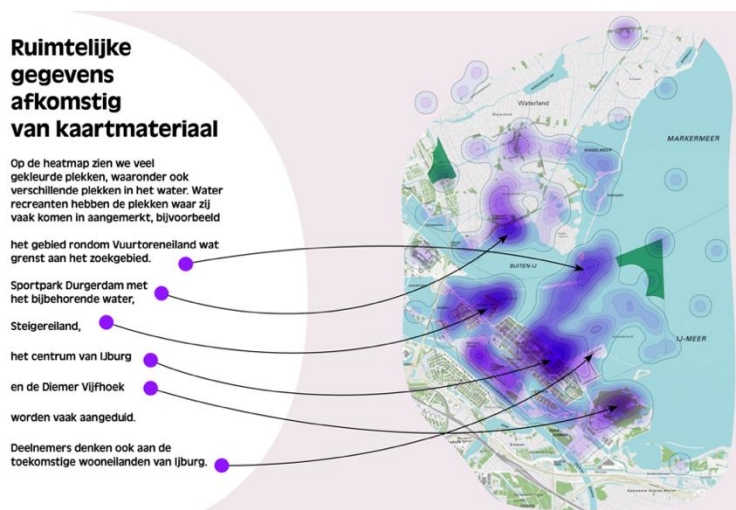 Ruimtelijke
gegevens
afkomstig
van kaartmateriaal
Op de heatmap zien we veel
gekleurde plekken, waaronder ook
verschillende plekken in het water. Water
recreanten hebben de plekken waar zij
vaak komen in aangemerkt, bijvoorbeeld
het gebied rondom Vuurtoreneiland wat
grenst aan het zoekgebied.
Sportpark Durgerdam met
het bijbehorende water,
Steigereiland,
het centrum van IJburg
en de Diemer Vijfhoek
worden vaak aangeduid.
Deelnemers denken ook aan de
toekomstige wooneilanden van Ijburg.
Waterland
MARKERMEER
BUITEN-IJ
IJ-MEER